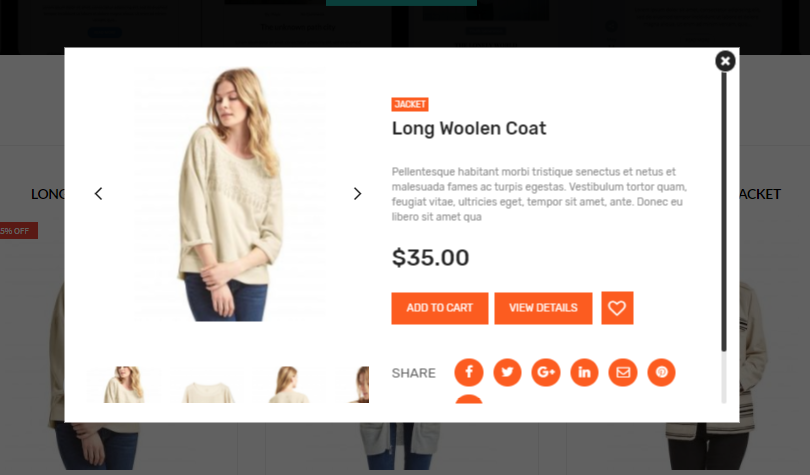 JACKET
Long Woolen Coat
Pellentesque habitant morbi tristique senectus et netus et
malesuada fames ac turpis egestas. Vestibulum tortor quam,
feugiat vitae, ultricies eget, tempor sit amet, ante. Donec eu
libero sit amet qua
LONG
ACKET
5% OFF
$35.00
ADD TO CART
VIEW DETAILS
SHARE
f
G+
in